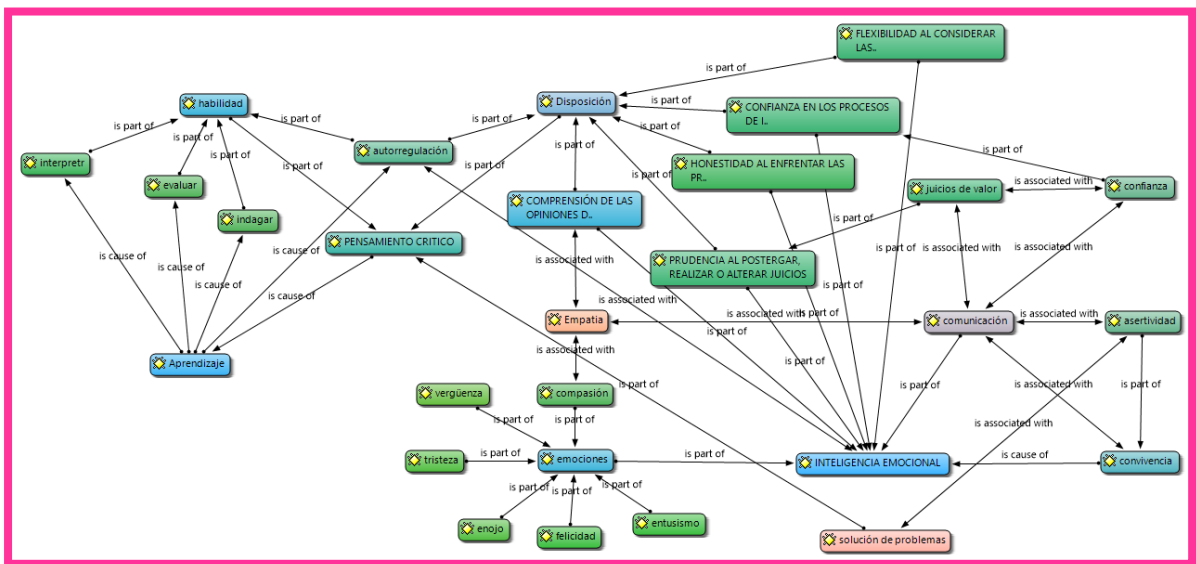 FLEXIBILIDAD AL CONSIDERAR
LAS..
is part of
habilidad
Disposición
is part of
CONFIANZA EN LOS PROCESOS
DE I..
is part of
is part of
is part of
is part of
is part of
autorregulación
is part of
interpretr
is part of
is part of
is part of
HONESTIDAD AL ENFRENTAR LAS
PR..
is part of
evaluar
juicios de valor
is associated with
confianza
COMPRENSIÓN DE LAS
OPINIONES D..
indagar
is part of
PENSAMIENTO CRITICO
is cause of
is cause of
is associated with
PRUDENCIA AL POSTERGAR,
REALIZAR O ALTERAR JUICIOS
is part of
is associated with
is associated with
is part of
is cause of
is associated with
Empatia
is associated with
is part of
comunicación
is associated with
asertividad
is part of
is associated with
is part of
Aprendizaje
is part of
is part of
is associated with
is part of
vergüenza
compasión
is part of
is part of
is associated with
tristeza
is part of
emociones
is part of
INTELIGENCIA EMOCIONAL
is cause of
convivencia
is part of
is part of
is part of
enojo
felicidad
entusismo
solución de problemas